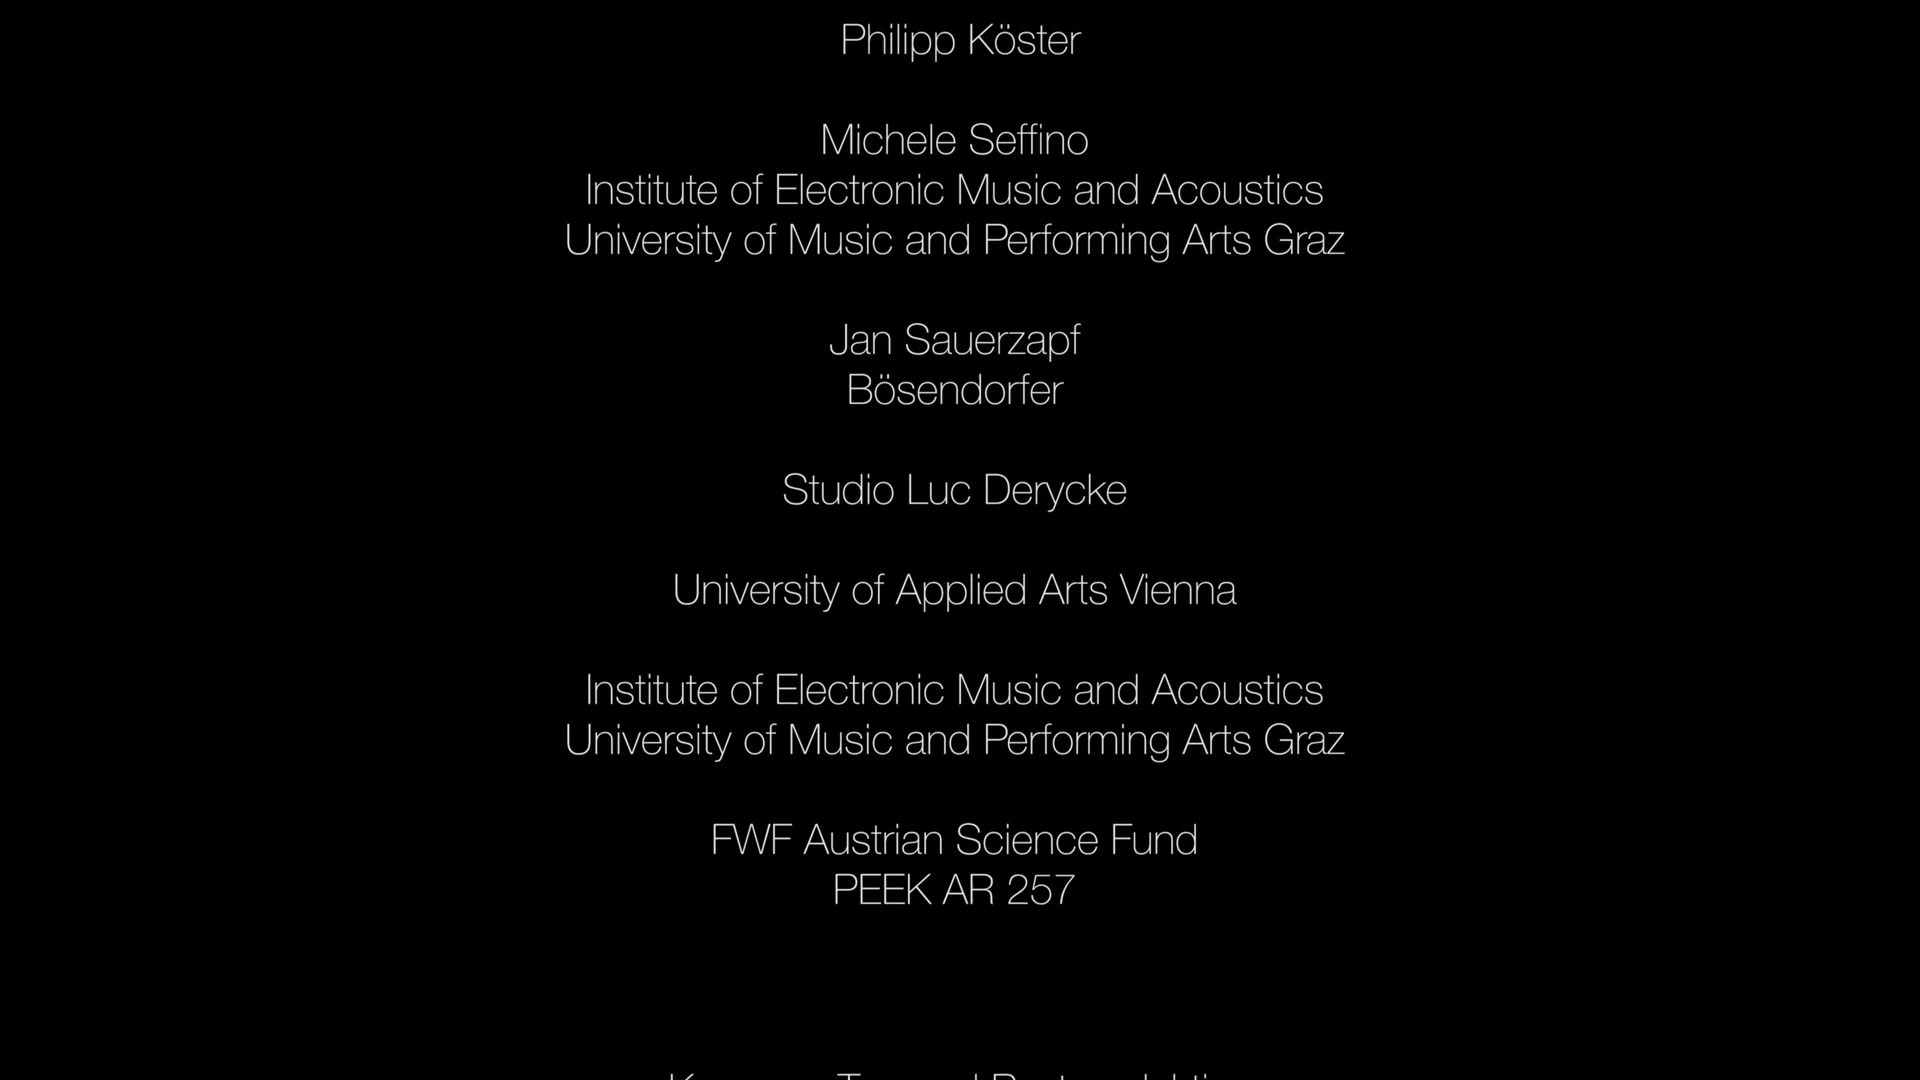 Philipp Köster
Michele Seffino
Institute of Electronic Music and Acoustics
University of Music and Performing Arts Graz
Jan Sauerzapf
Bösendorfer
Studio Luc Derycke
University of Applied Arts Vienna
Institute of Electronic Music and Acoustics
University of Music and Performing Arts Graz
FWF Austrian Science Fund
PEEK AR 257